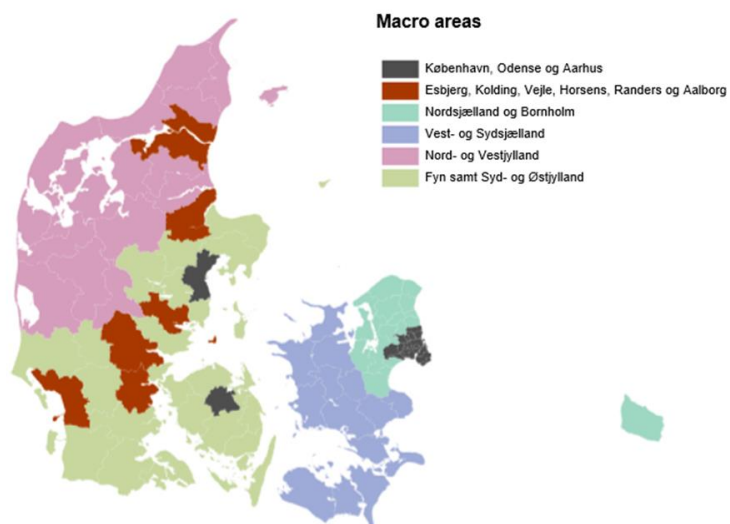 Macro areas
København, Odense og Aarhus
Esbjerg, Kolding, Vejle, Horsens, Randers og Aalborg
Nordsjælland og Bornholm
Vest- og Sydsjælland
Nord- og Vestjylland
Fyn samt Syd- og Østjylland